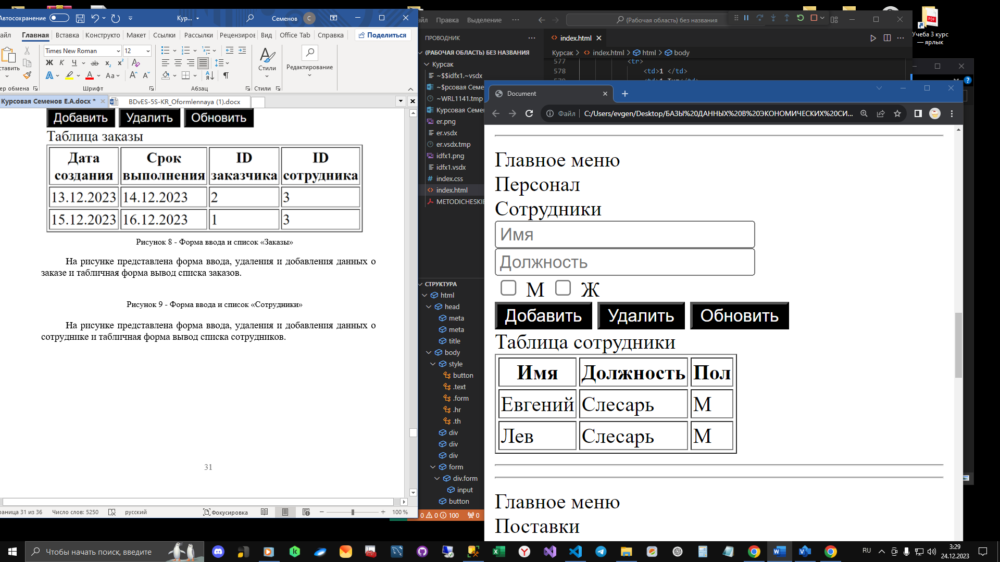 Автосохранение
Кур...
Семенов
С
айл
Главная
Вставка
Конструкто
Макет
Ссылки
Рассылки
Рецензиро
Вид
Office Tab
Справка
Поделиться
ставить
Times New Roman
12
Ж К Ч ab x₂ x²
Aa
Стили
Редактирование
ер обмена
Шрифт
Абзац
Стили
Курсовая Семенов Е.А.docx *
BDvES-5S-KR_Oformlennaya (1).docx
Добавить Удалить Обновить
Таблица заказы
Дата создания Срок выполнения ID заказчика ID сотрудника
13.12.2023 14.12.2023 2 3
15.12.2023 16.12.2023 1 3
Рисунок 8 - Форма ввода и список «Заказы»
На рисунке представлена форма ввода, удаления и добавления данных о
заказе и табличная форма вывод списка заказов.
Рисунок 9 - Форма ввода и список «Сотрудники»
На рисунке представлена форма ввода, удаления и добавления данных о
сотруднике и табличная форма вывод списка сотрудников.
31
раница 31 из 36
Число слов: 5250
русский
Фокусировка
100 %
йл
Правка
Выделение
(Рабочая область) без названия
ПРОВОДНИК
(РАБОЧАЯ ОБЛАСТЬ) БЕЗ НАЗВАНИЯ
Курсак
~$$idfx1.~vsdx
~$рсовая Семе
~WRL1141.tmp
Курсовая Семе
er.png
er.vsdx
er.vsdx.tmp
idfx1.png
idfx1.vsdx
index.css
index.html
METODICHESKIE
СТРУКТУРА
html
head
meta
meta
title
body
style
button
.text
.form
.hr
.th
div
div
div
form
div.form
input
button
0 0 100 0
index.html
Курсак > index.html > html > body
577 <tr>
578 <td>1 </td>
Учеба 3 курс
— ярлык
Document
Файл
C:/Users/evgen/Desktop/БАЗЫ%20ДАННЫХ%20В%20ЭКОНОМИЧЕСКИХ%20СИ...
Главное меню
Персонал
Сотрудники
Имя
Должность
М Ж
Добавить Удалить Обновить
Таблица сотрудники
Имя Должность Пол
Евгений Слесарь М
Лев Слесарь М
Главное меню
Поставки
Чтобы начать поиск, введите
RU
3:29
24.12.2023